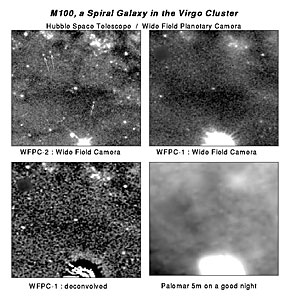 M100, a Spiral Galaxy in the Virgo Cluster
Hubble Space Telescope / Wide Field Planetary Camera
WFPC-2 : Wide Field Camera
WFPC-1 : Wide Field Camera
WFPC-1 : deconvolved
Palomar 5m on a good night